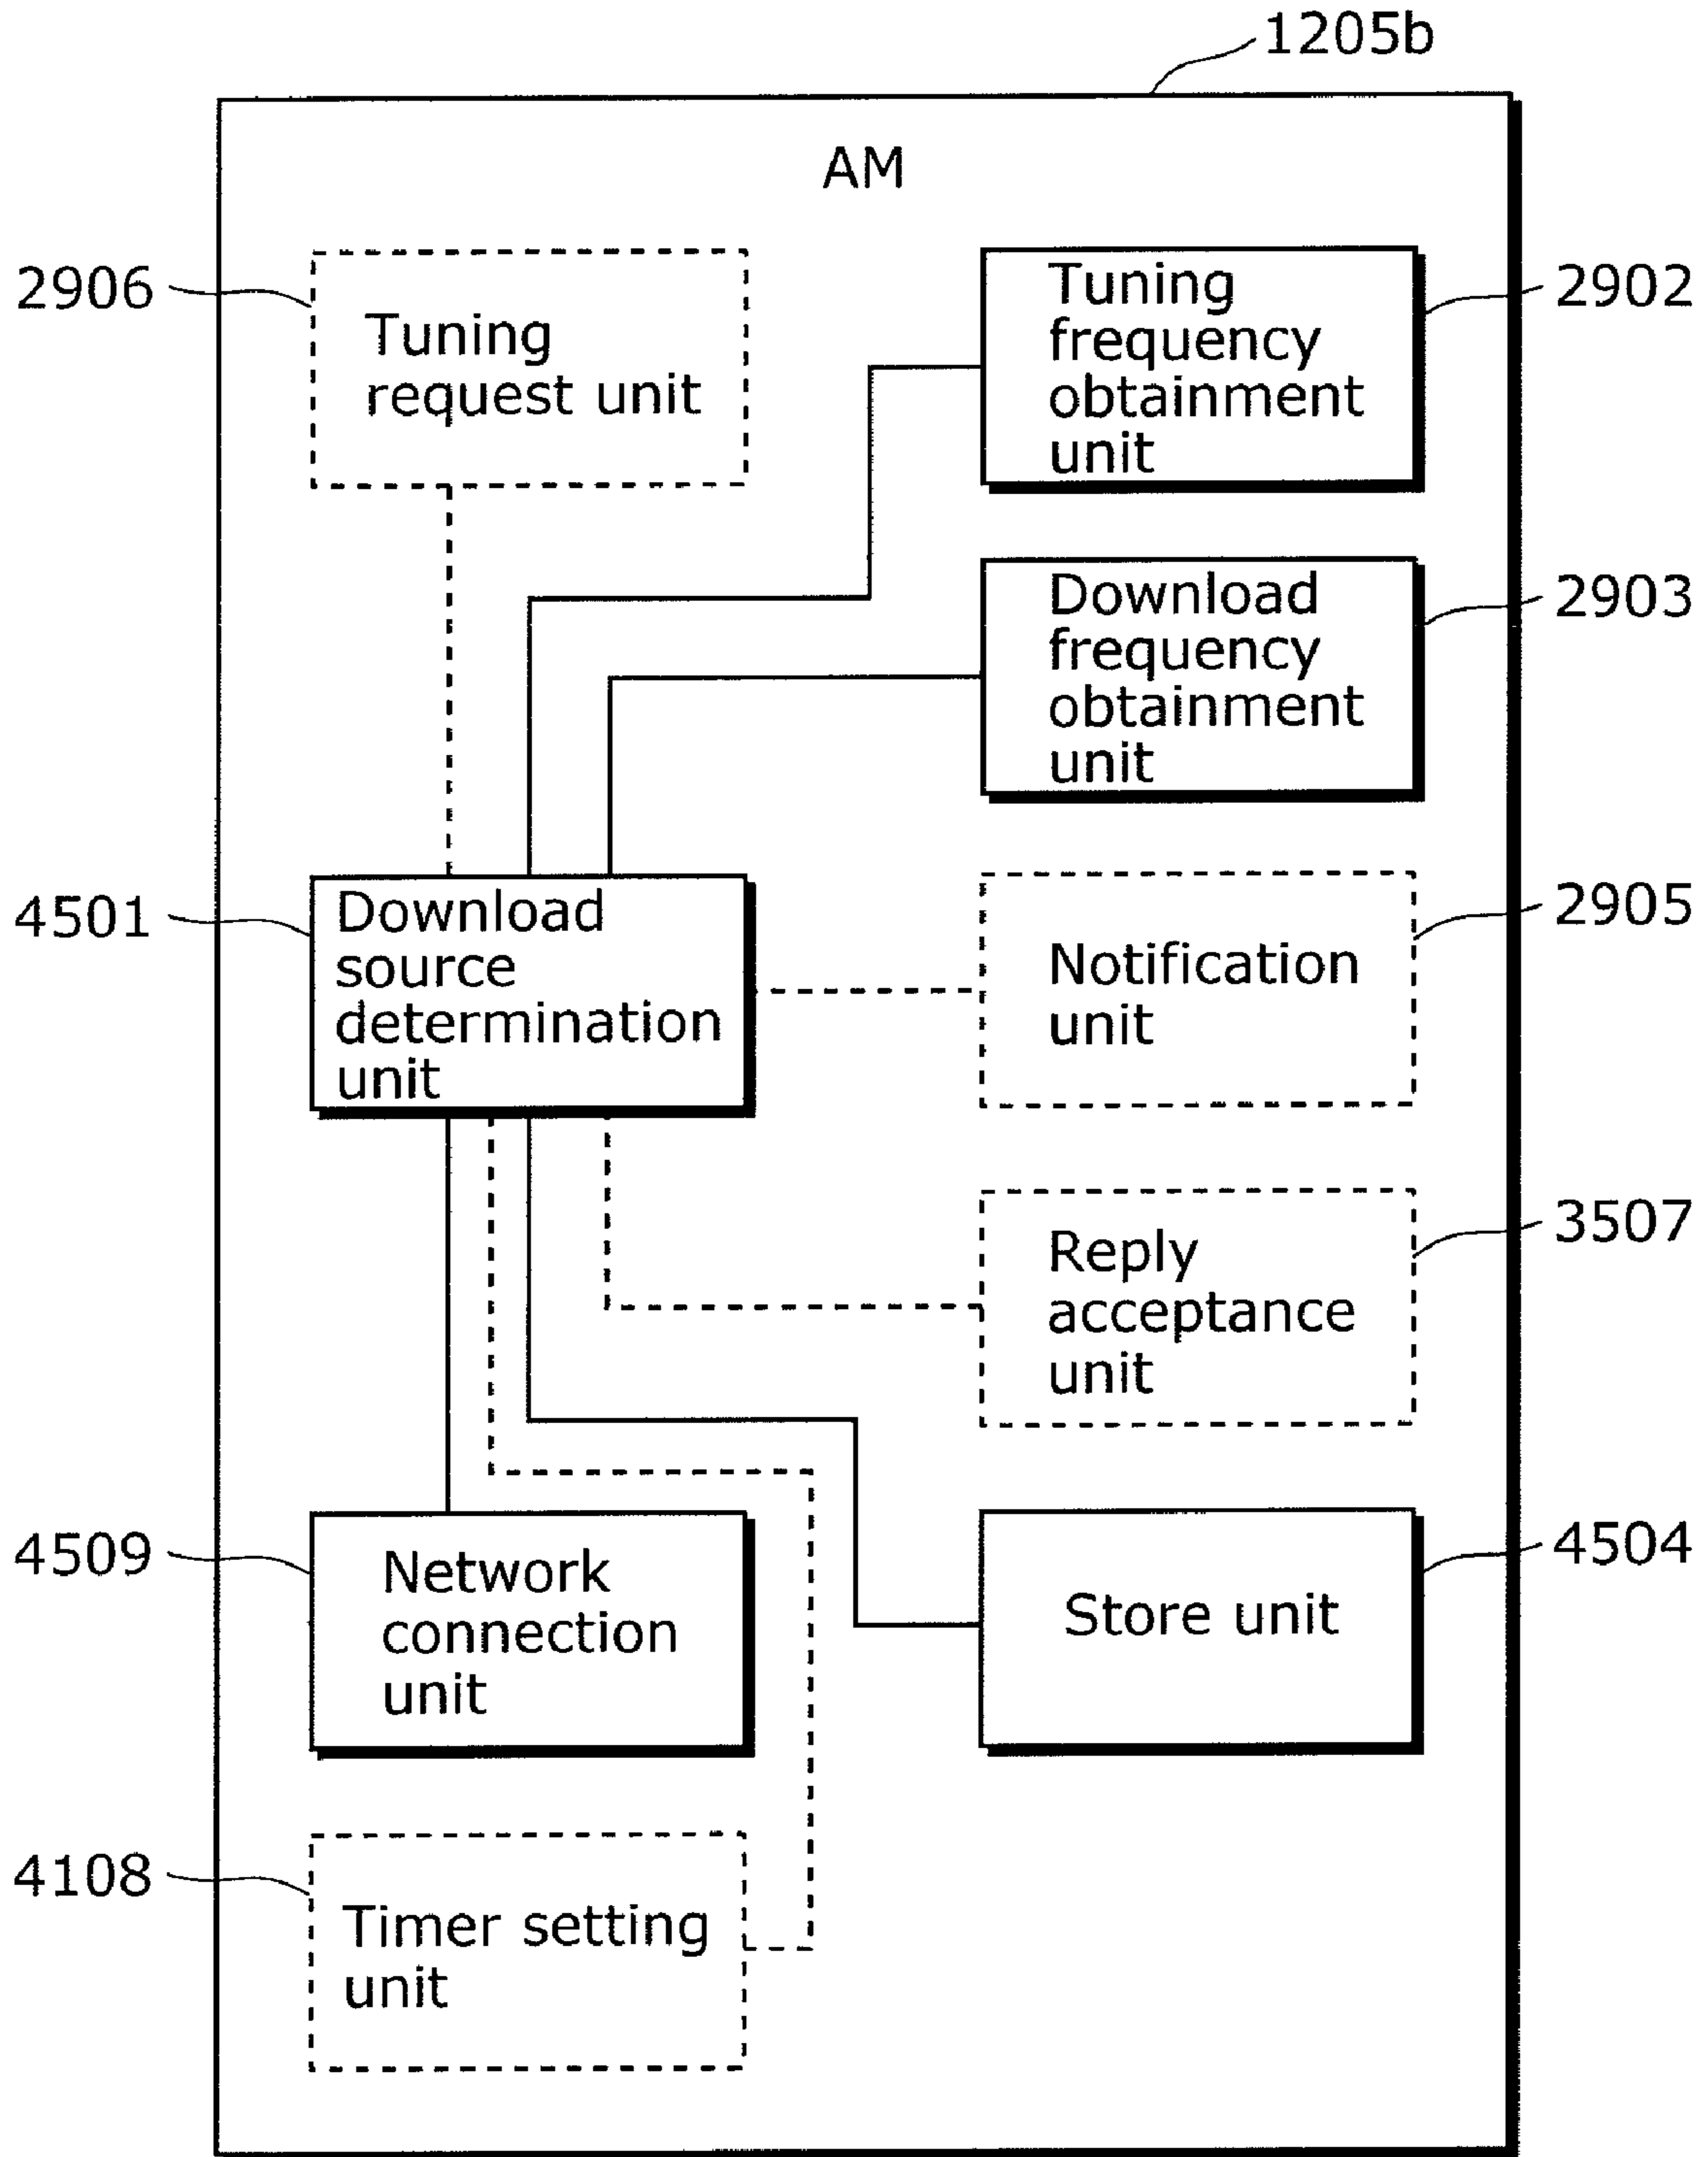 1205b
AM
2906
Tuning
request unit
Tuning
frequency
obtainment
unit
2902
Download
frequency
obtainment
unit
2903
4501
Download
source
determination
unit
Notification
unit
2905
Reply
acceptance
unit
3507
4509
Network
connection
unit
Store unit
4504
4108
Timer setting
unit